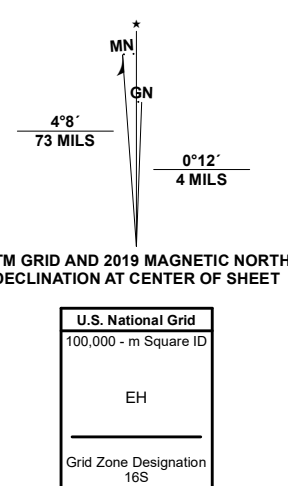 ★
MN
GN
4°8´
73 MILS
0°12´
4 MILS
TM GRID AND 2019 MAGNETIC NORTH
DECLINATION AT CENTER OF SHEET
U.S. National Grid
100,000 - m Square ID
EH
Grid Zone Designation
16S